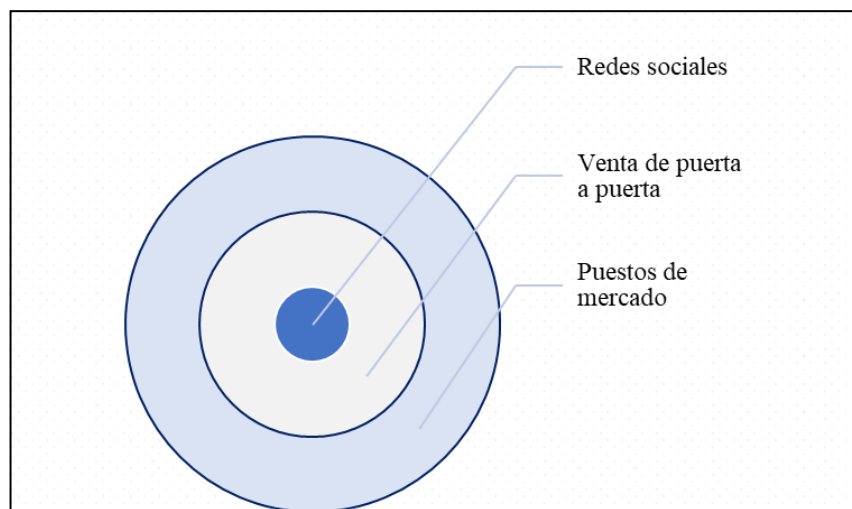 Redes sociales
Venta de puerta
a puerta
Puestos de
mercado